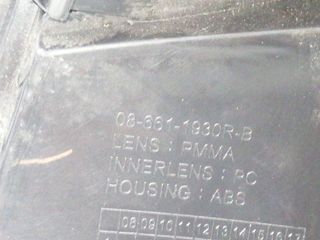 08-661-1930R-B
LENS : PMMA
INNERLENS : PC
HOUSING : ABS
08 09 10 11 12 13 14 15 16 17